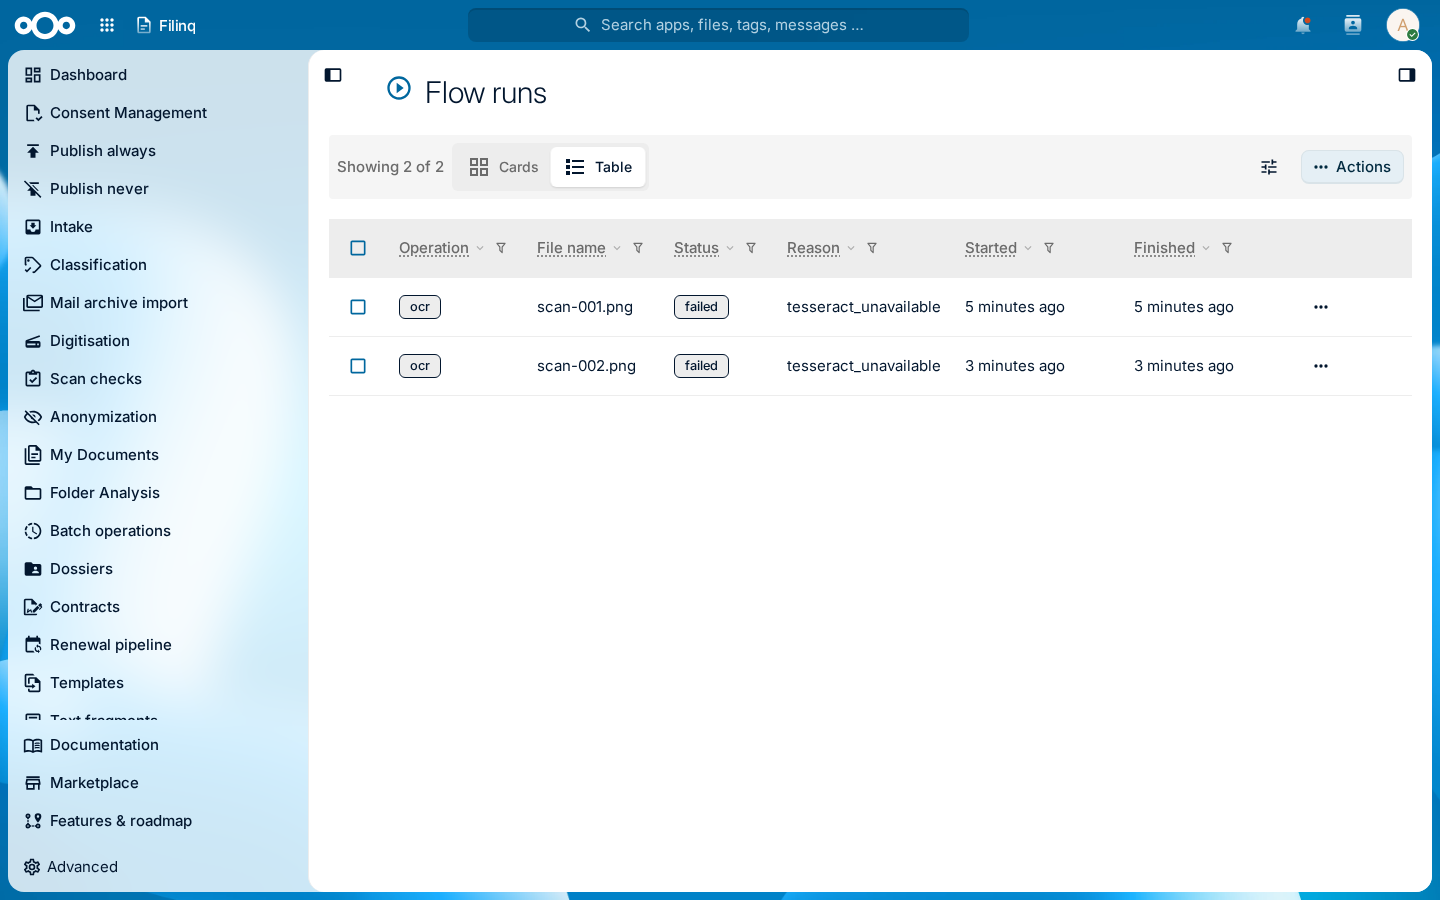 Filinq
Search apps, files, tags, messages ...
A
Dashboard
Consent Management
Publish always
Publish never
Intake
Classification
Mail archive import
Digitisation
Scan checks
Anonymization
My Documents
Folder Analysis
Batch operations
Dossiers
Contracts
Renewal pipeline
Templates
Text fragments
Documentation
Marketplace
Features & roadmap
Advanced
Flow runs
Showing 2 of 2 Cards Table Actions
Operation File name Status Reason Started Finished
ocr scan-001.png failed tesseract_unavailable 5 minutes ago 5 minutes ago
ocr scan-002.png failed tesseract_unavailable 3 minutes ago 3 minutes ago